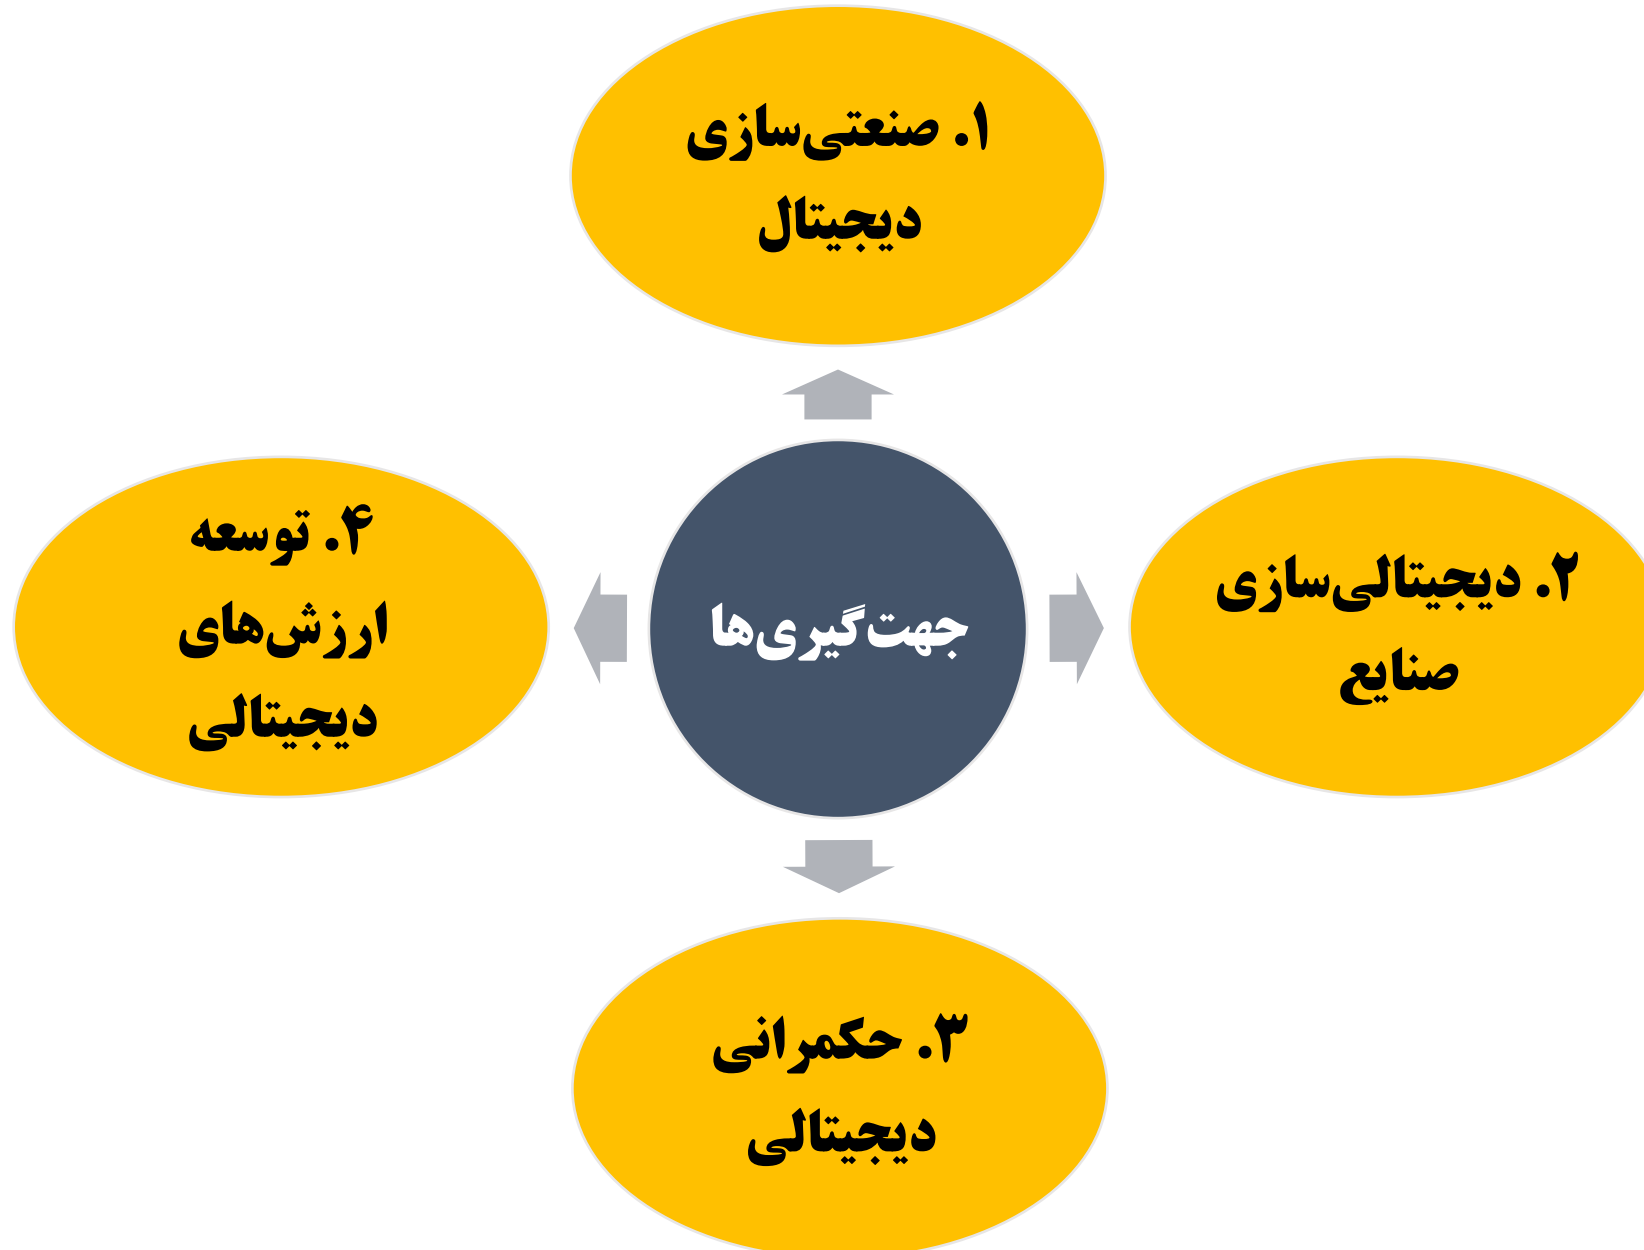 ۱. صنعتی‌سازی
دیجیتال
جهت‌گیری‌ها
۲. دیجیتالی‌سازی
صنایع
۳. حکمرانی
دیجیتالی
۴. توسعه
ارزش‌های
دیجیتالی